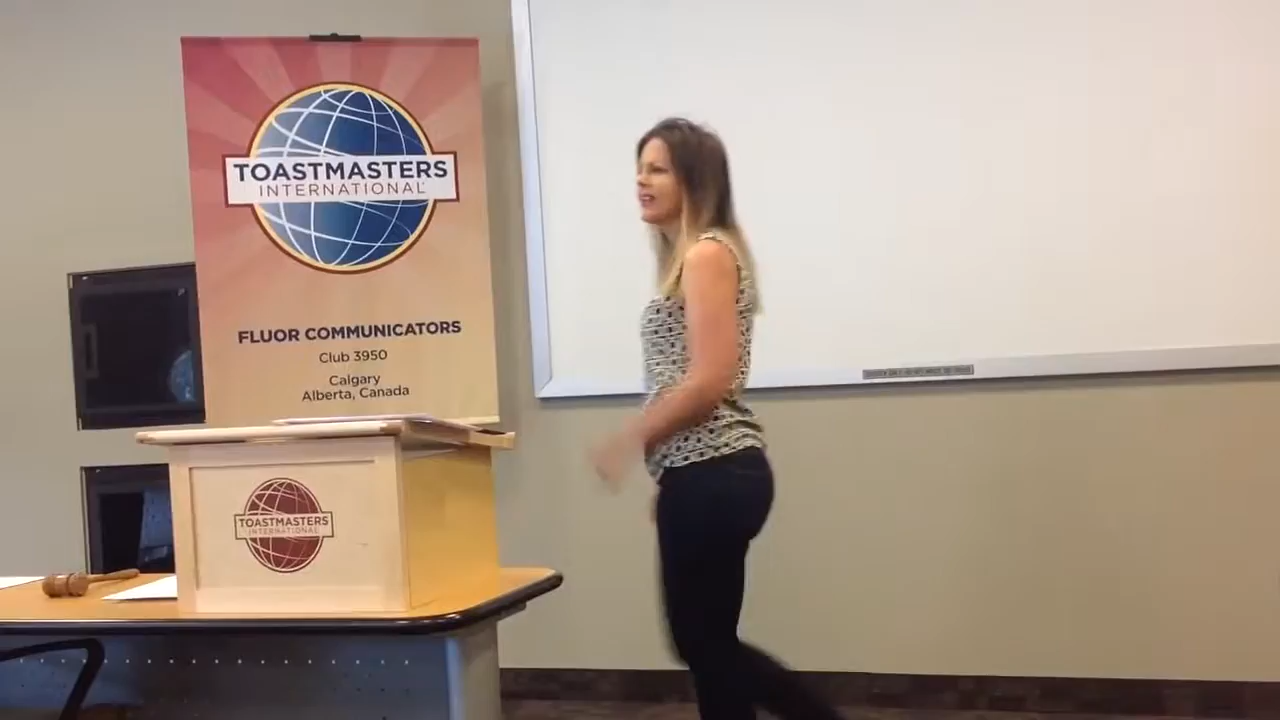 TOASTMASTERS
INTERNATIONAL
FLUOR COMMUNICATORS
Club 3950
Calgary
Alberta, Canada
TOASTMASTERS
INTERNATIONAL